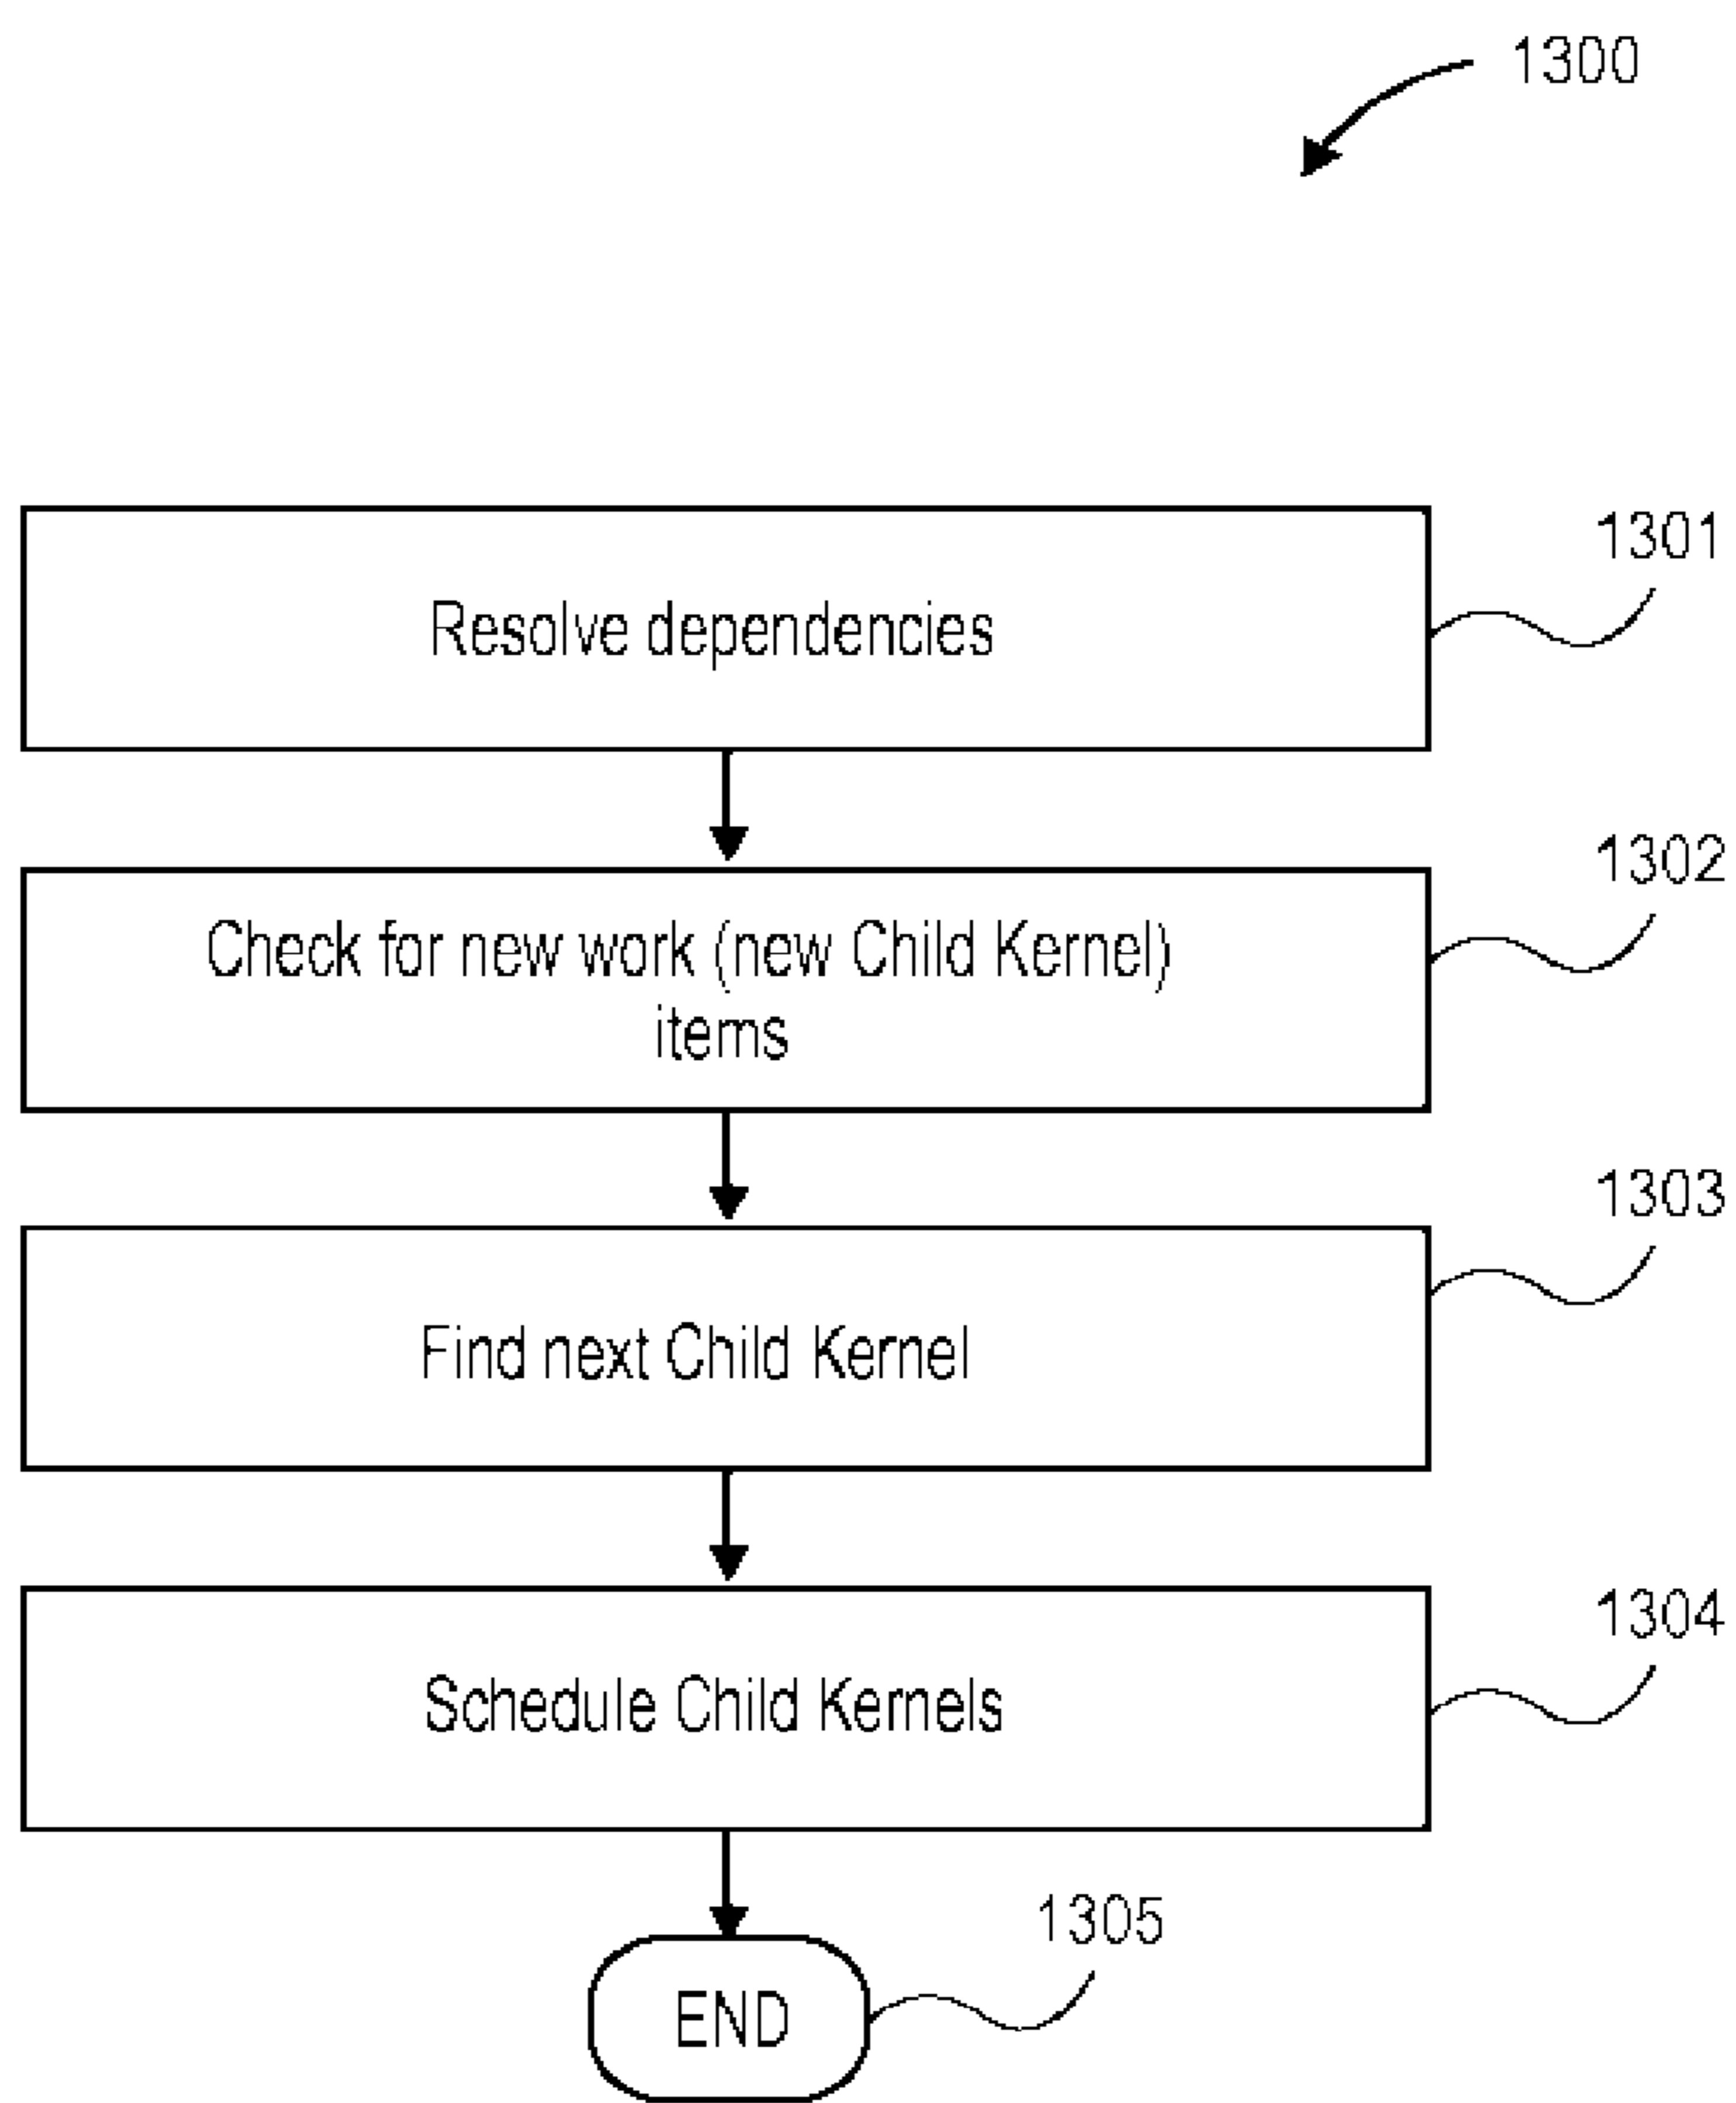 1300
1301
Resolve dependencies
1302
Check for new work (new Child Kernel)
items
1303
Find next Child Kernel
1304
Schedule Child Kernels
1305
END